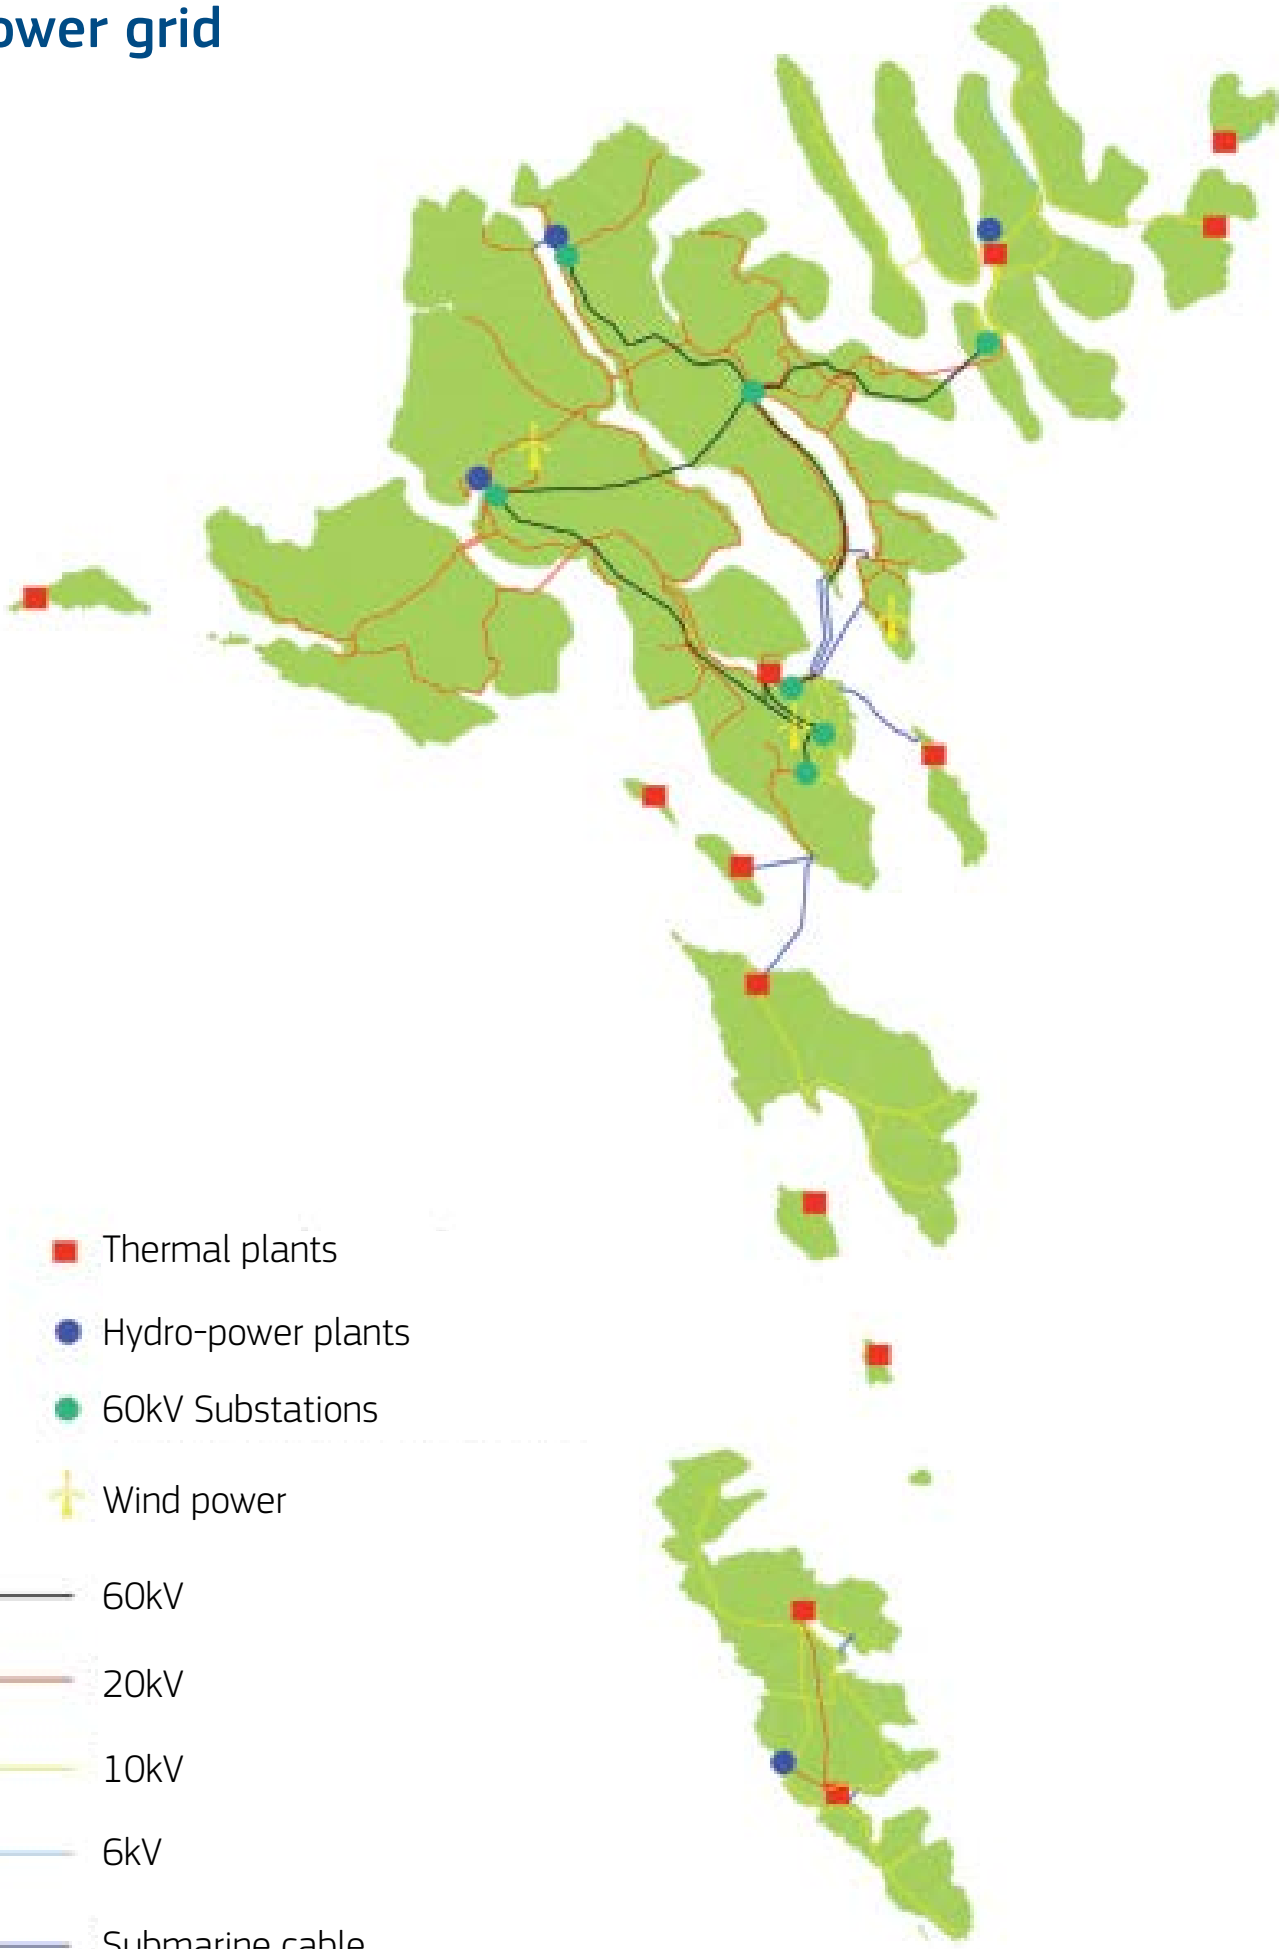 ower grid
Thermal plants
Hydro-power plants
60kV Substations
Wind power
60kV
20kV
10kV
6kV
Submarine cable